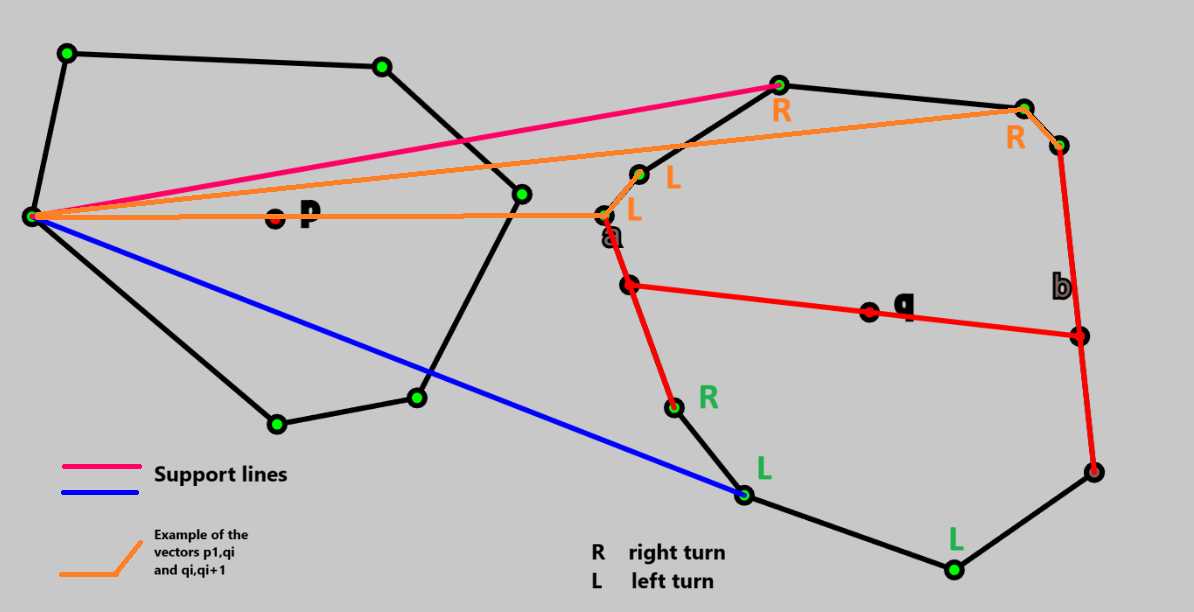 R
R
L
P
L
a
b
q
R
L
Support lines
L
Example of the
vectors p1,qi
and qi,qi+1
R right turn
L left turn